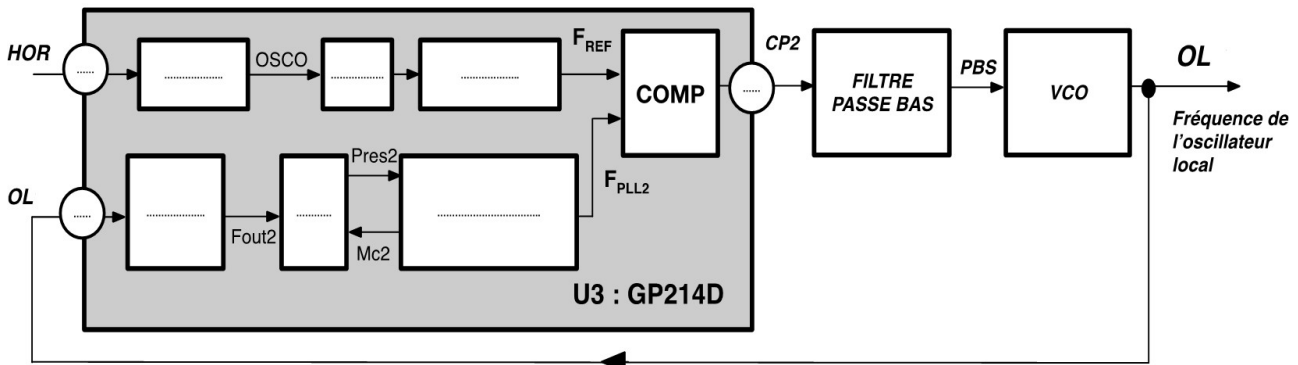 HOR
......
..................
OSCO
..................
..........................
F_REF
COMP
......
CP2
FILTRE
PASSE BAS
PBS
VCO
OL
Fréquence de
l'oscillateur
local
OL
......
..................
Fout2
............
Pres2
Mc2
................................
F_PLL2
U3 : GP214D